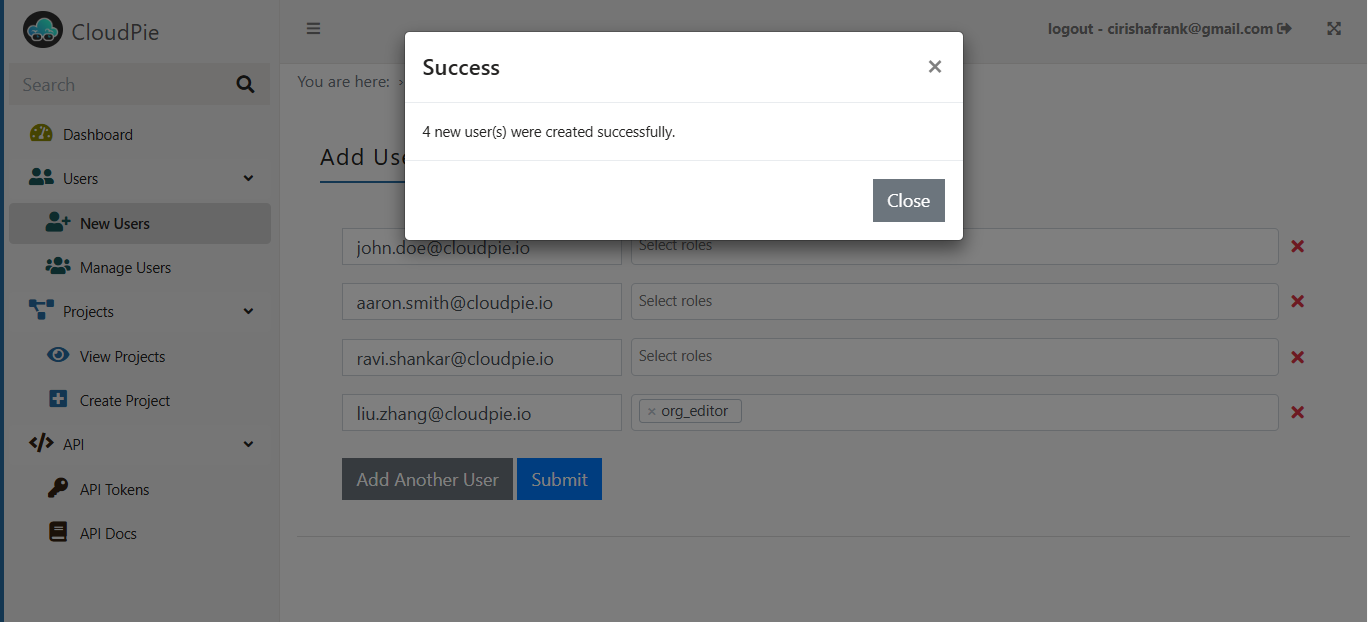 CloudPie
logout - cirishafrank@gmail.com
Search
You are here: ›
Success
×
4 new user(s) were created successfully.
Close
Dashboard
Users
New Users
Manage Users
Projects
View Projects
Create Project
API
API Tokens
API Docs
Add
john.doe@cloudpie.io Select roles
aaron.smith@cloudpie.io Select roles
ravi.shankar@cloudpie.io Select roles
liu.zhang@cloudpie.io × org_editor
Add Another User Submit